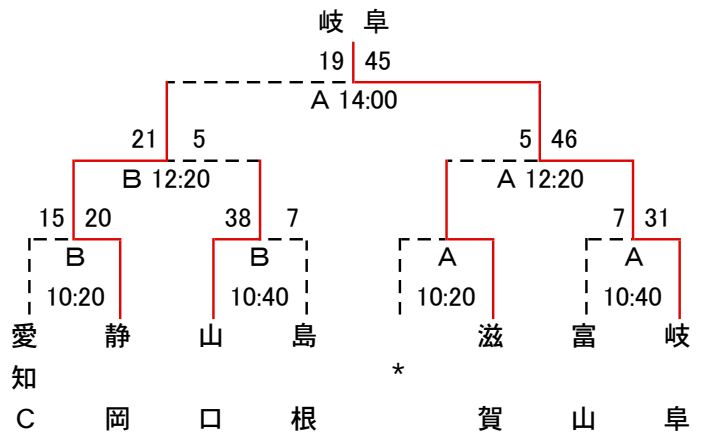 岐阜
19 45
A 14:00
21 5 5 46
B 12:20 A 12:20
15 20 38 7 7 31
B B A A
10:20 10:40 10:20 10:40
愛 静 山 島 滋 富 岐
知 *
C 岡 口 根 賀 山 阜